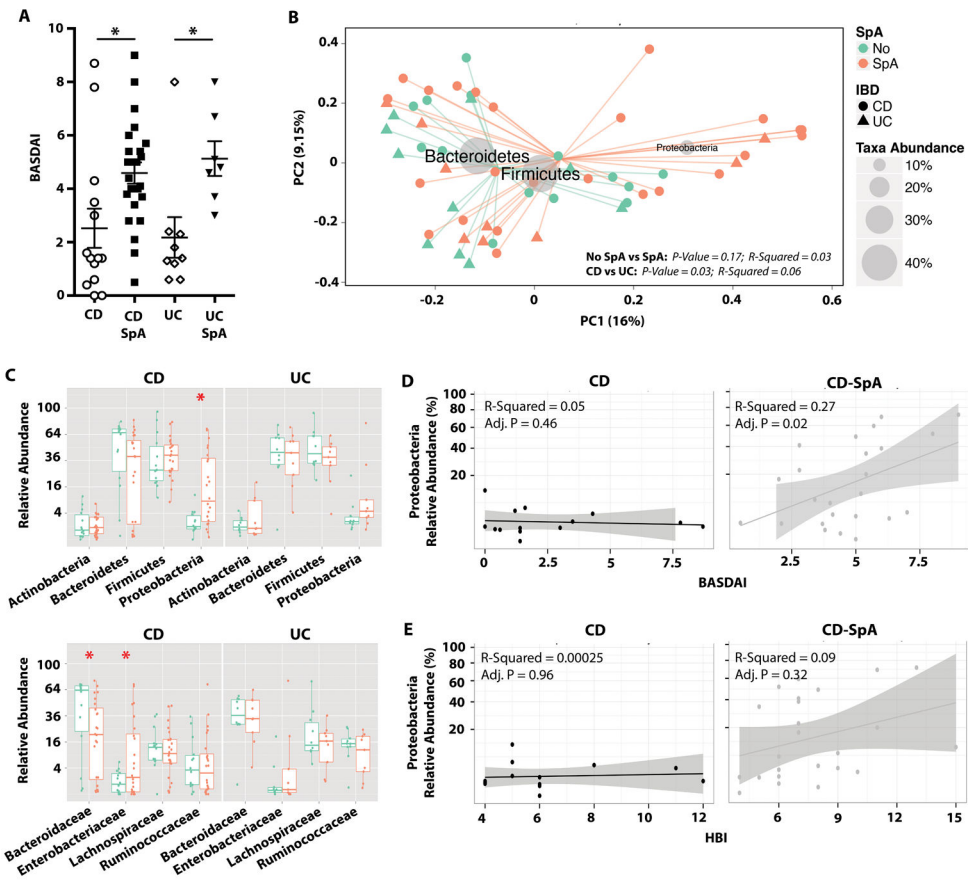 A
BASDAI
10
8
6
4
2
0
*
*
CD
CD SpA
UC
UC SpA
B
PC2 (9.15%)
0.4
0.2
0
-0.2
-0.4
Bacteroidetes
Firmicutes
Proteobacteria
No SpA vs SpA: P-Value = 0.17; R-Squared = 0.03
CD vs UC: P-Value = 0.03; R-Squared = 0.06
-0.2
0
0.2
0.4
0.6
PC1 (16%)
SpA
No
SpA
IBD
CD
UC
Taxa Abundance
10%
20%
30%
40%
C
CD
UC
Relative Abundance
100
64
36
16
4
*
Actinobacteria
Bacteroidetes
Firmicutes
Proteobacteria
Actinobacteria
Bacteroidetes
Firmicutes
Proteobacteria
CD
UC
Relative Abundance
100
64
36
16
4
*
*
Bacteroidaceae
Enterobacteriaceae
Lachnospiraceae
Ruminococcaceae
Bacteroidaceae
Enterobacteriaceae
Lachnospiraceae
Ruminoccocaceae
D
CD
CD-SpA
Proteobacteria
Relative Abundance (%)
100
80
60
40
20
R-Squared = 0.05
Adj. P = 0.46
R-Squared = 0.27
Adj. P = 0.02
0
2.5
5
7.5
2.5
5
7.5
BASDAI
E
CD
CD-SpA
Proteobacteria
Relative Abundance (%)
100
80
60
40
20
R-Squared = 0.00025
Adj. P = 0.96
R-Squared = 0.09
Adj. P = 0.32
4
6
8
10
12
6
9
12
15
HBI